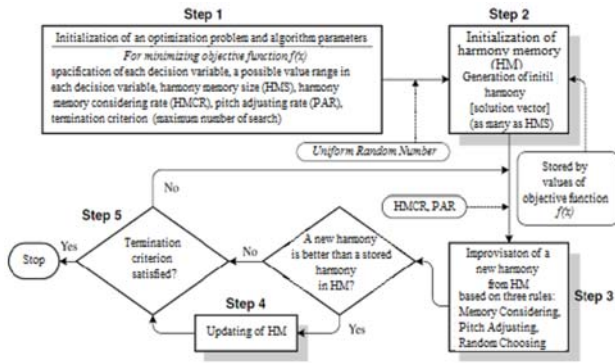 Step 1
Initialization of an optimization problem and algorithm parameters
For minimizing objective function f(x)
spacification of each decision variable, a possible value range in
each decision variable, harmony memory size (HMS), harmony
memory considering rate (HMCR), pitch adjusting rate (PAR),
termination criterion (maximum number of search)
Step 2
Initialization of
harmony memory
(HM)
Generation of initil
harmony
[solution vector]
(as many as HMS)
Uniform Random Number
Stored by
values of
objective function
f(x)
HMCR, PAR
No
Step 5
Termination
criterion
satisfied?
Yes
Stop
No
A new
harmony
is better than a stored
harmony
in HM?
Yes
Step 4
Updating of HM
Improvisaton of a
new harmony
from HM
based on three rules:
Memory Considering,
Pitch Adjusting,
Random Choosing
Step 3